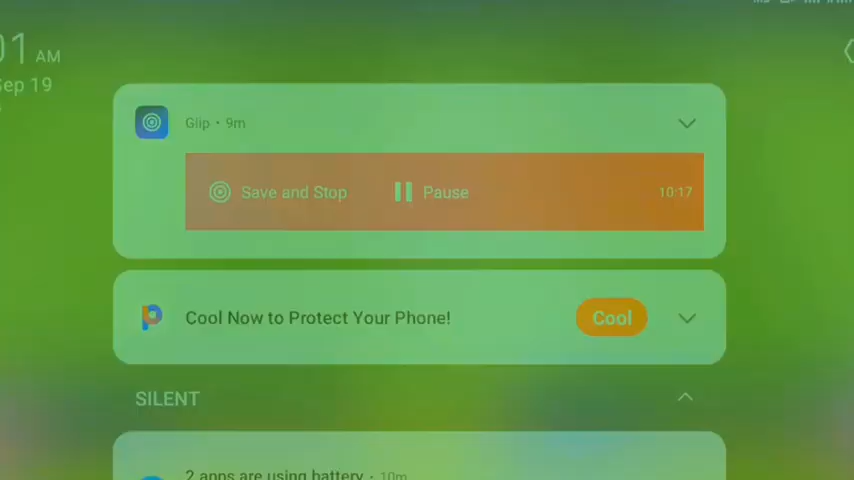 01 AM
Sep 19
Glip · 9m
Save and Stop
Pause
10:17
Cool Now to Protect Your Phone!
Cool
SILENT
2 apps are using battery · 10m